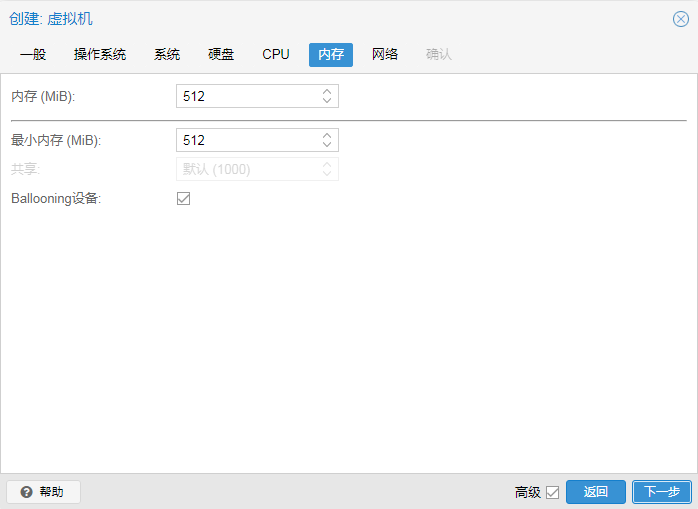 创建: 虚拟机
一般 操作系统 系统 硬盘 CPU 内存 网络 确认
内存 (MiB): 512
最小内存 (MiB): 512
共享: 默认 (1000)
Ballooning设备:
帮助 高级 返回 下一步